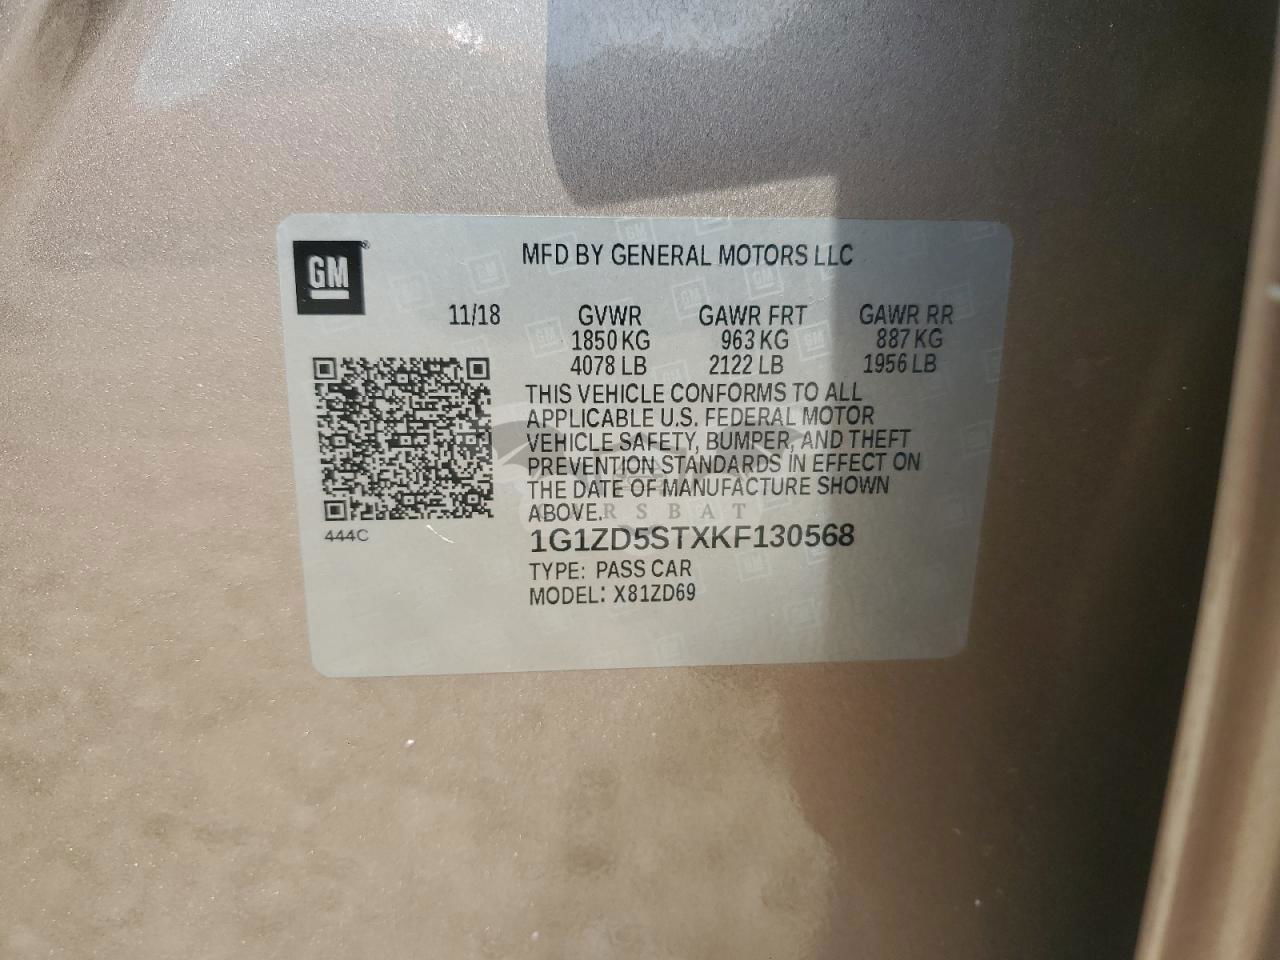 GM®
MFD BY GENERAL MOTORS LLC
11/18 GVWR GAWR FRT GAWR RR
1850 KG 963 KG 887 KG
4078 LB 2122 LB 1956 LB
THIS VEHICLE CONFORMS TO ALL
APPLICABLE U.S. FEDERAL MOTOR
VEHICLE SAFETY, BUMPER, AND THEFT
PREVENTION STANDARDS IN EFFECT ON
THE DATE OF MANUFACTURE SHOWN
ABOVE.
444C
1G1ZD5STXKF130568
TYPE: PASS CAR
MODEL: X81ZD69